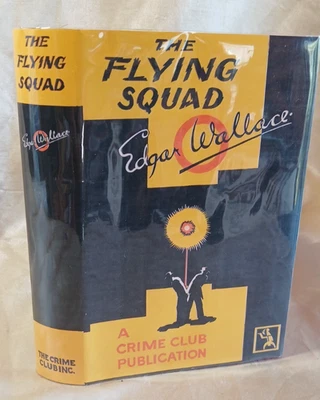 THE
FLYING
SQUAD
Edgar Wallace
THE CRIME
CLUB INC.
THE
FLYING
SQUAD
Edgar Wallace.
A
CRIME CLUB
PUBLICATION